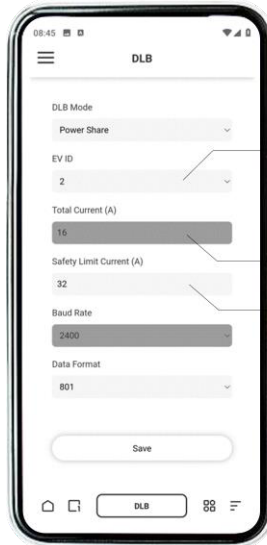 08:45
DLB
DLB Mode
Power Share
EV ID
2
Total Current (A)
16
Safety Limit Current (A)
32
Baud Rate
2400
Data Format
801
Save
DLB